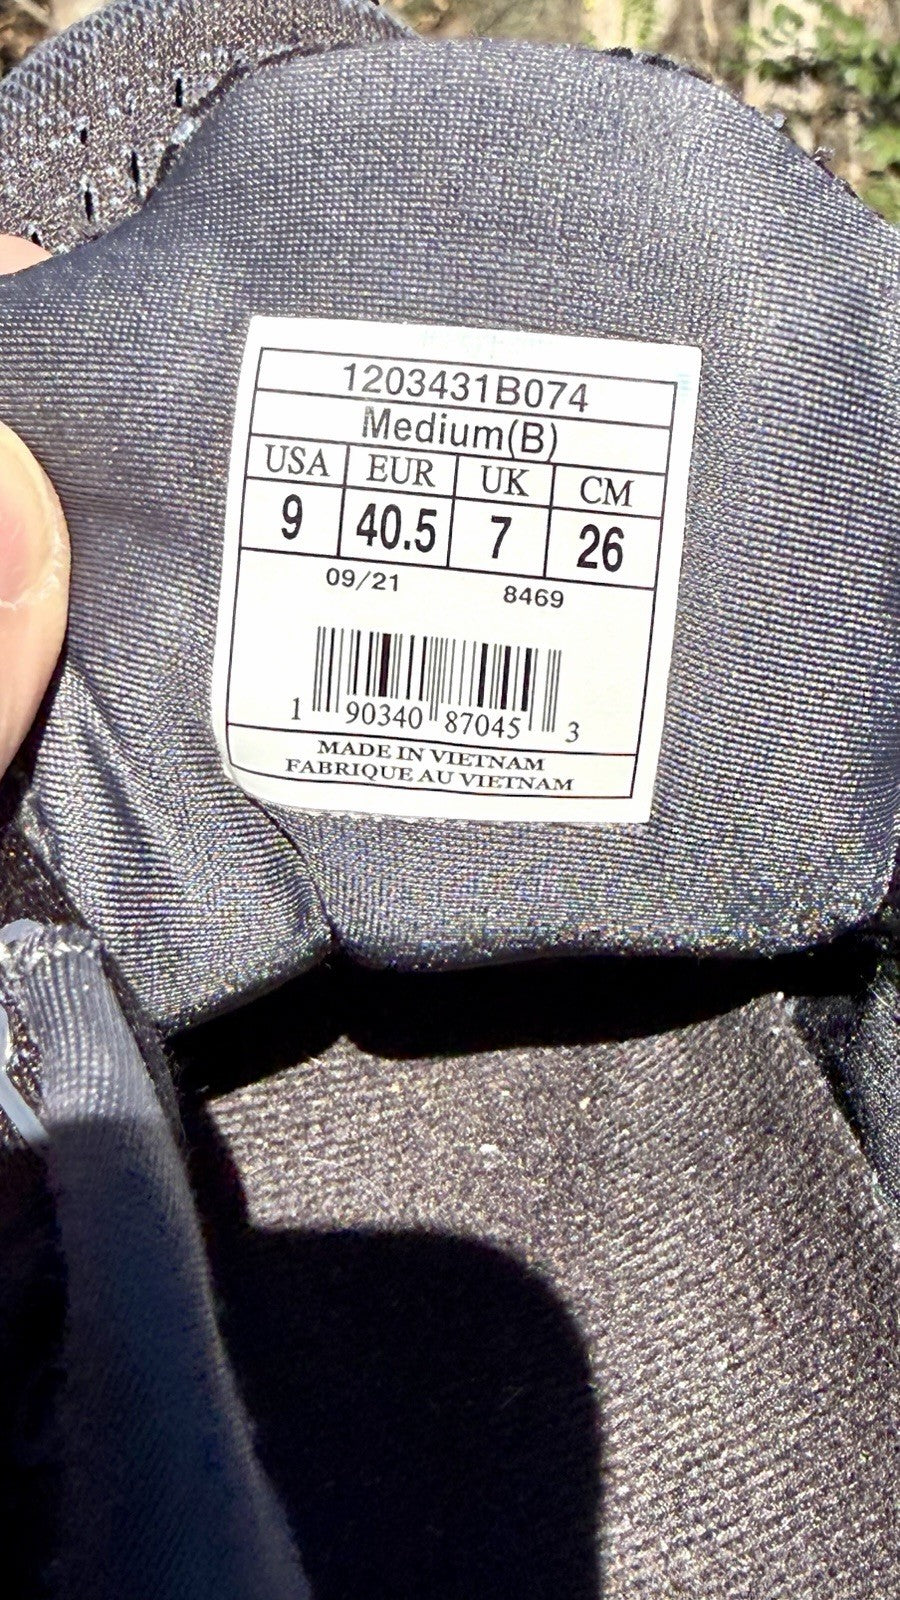 1203431B074
Medium(B)
USA EUR UK CM
9 40.5 7 26
09/21 8469
1 90340 87045 3
MADE IN VIETNAM
FABRIQUE AU VIETNAM